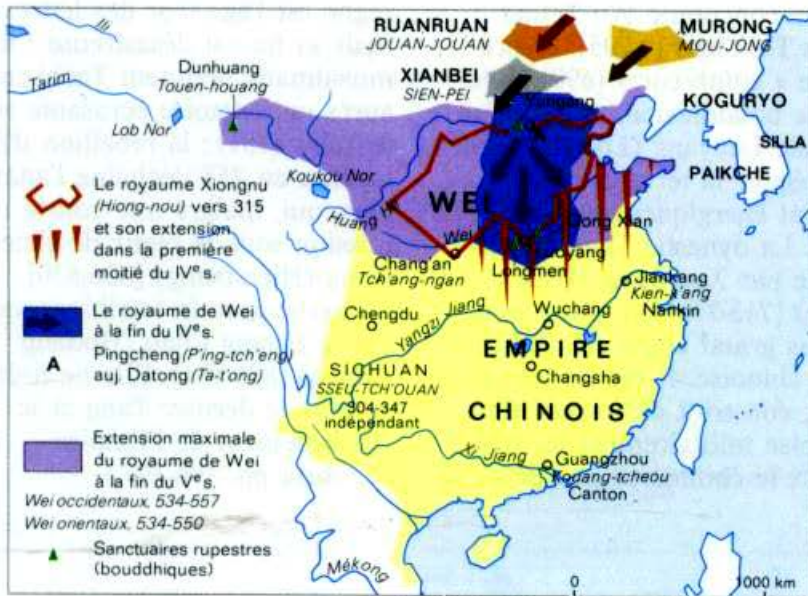 RUANRUAN
JOUAN-JOUAN
MURONG
MOU-JONG
XIANBEI
SIEN-PEI
Ili
Tarim
Dunhuang
Touen-houang
Lob Nor
Yungang
KOGURYO
SILLA
PAIKCHE
Koukou Nor
Huang
WEI
Wei
Chang'an
Tch'ang-ngan
Longmen
Jiankang
Kien-k'ang
Nankin
Chengdu
Yangzi Jiang
Wuchang
EMPIRE
Changsha
CHINOIS
SICHUAN
SSEU-TCH'OUAN
304-347
indépendant
Xi Jiang
Guangzhou
Kouang-tcheou
Canton
Mékong
0 1000 km
Le royaume Xiongnu
(Hiong-nou) vers 315
et son extension
dans la première
moitié du IVe s.
Le royaume de Wei
à la fin du IVe s.
A
Pingcheng (P'ing-tch'eng)
auj. Datong (Ta-t'ong)
Extension maximale
du royaume de Wei
à la fin du Ve s.
Wei occidentaux, 534-557
Wei orientaux, 534-550
Sanctuaires rupestres
(bouddhiques)